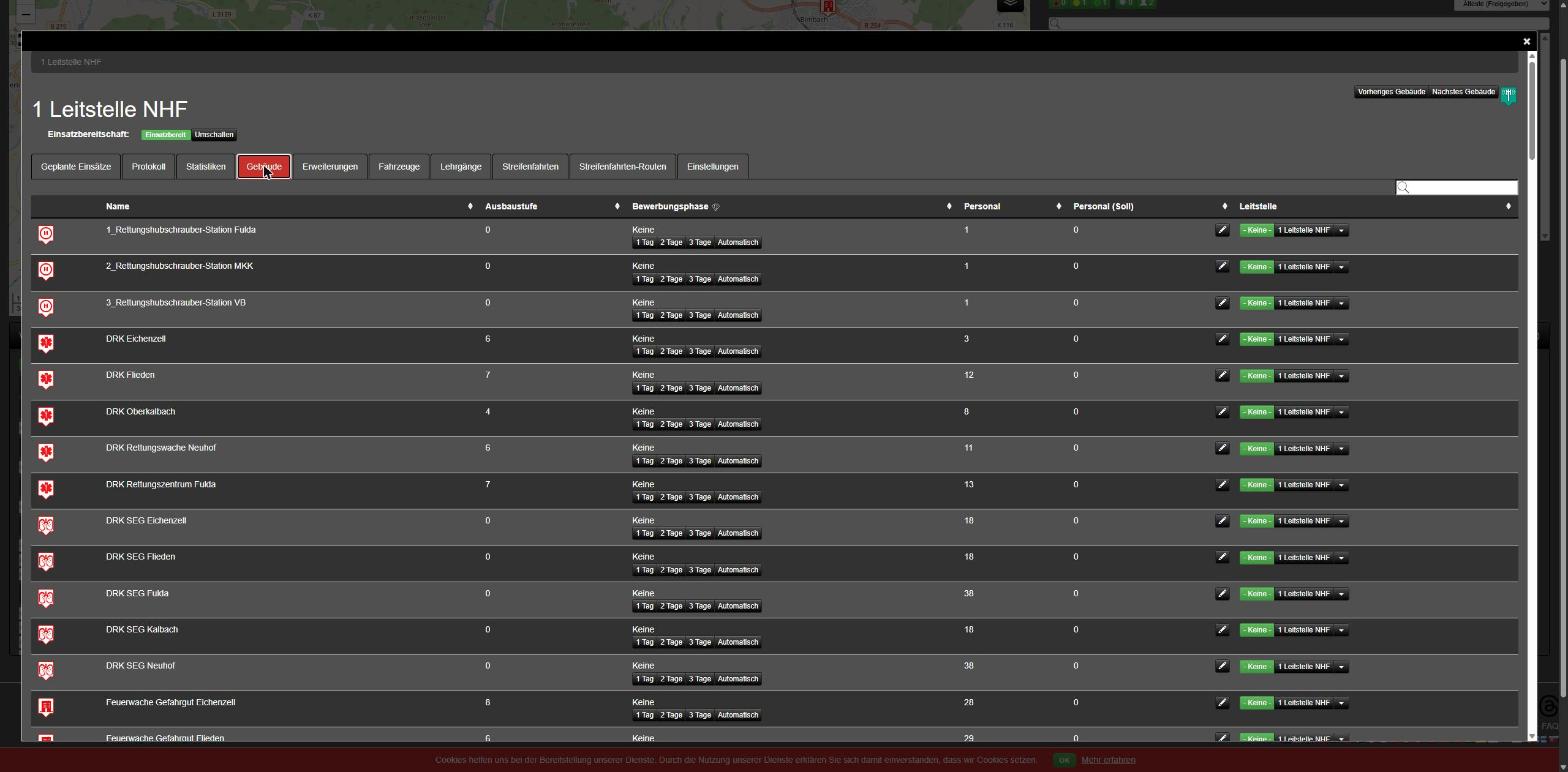 L 3139
K 87
B 254
K 116
Bimbach
Älteste (Freigegeben)
1 Leitstelle NHF
1 Leitstelle NHF
Vorheriges Gebäude Nächstes Gebäude
Einsatzbereitschaft: Einsatzbereit Umschalten
Geplante Einsätze Protokoll Statistiken Gebäude Erweiterungen Fahrzeuge Lehrgänge Streifenfahrten Streifenfahrten-Routen Einstellungen
Name Ausbaustufe Bewerbungsphase Personal Personal (Soll) Leitstelle
1_Rettungshubschrauber-Station Fulda 0 Keine 1 0 - Keine - 1 Leitstelle NHF
1 Tag 2 Tage 3 Tage Automatisch
2_Rettungshubschrauber-Station MKK 0 Keine 1 0 - Keine - 1 Leitstelle NHF
1 Tag 2 Tage 3 Tage Automatisch
3_Rettungshubschrauber-Station VB 0 Keine 1 0 - Keine - 1 Leitstelle NHF
1 Tag 2 Tage 3 Tage Automatisch
DRK Eichenzell 6 Keine 3 0 - Keine - 1 Leitstelle NHF
1 Tag 2 Tage 3 Tage Automatisch
DRK Flieden 7 Keine 12 0 - Keine - 1 Leitstelle NHF
1 Tag 2 Tage 3 Tage Automatisch
DRK Oberkalbach 4 Keine 8 0 - Keine - 1 Leitstelle NHF
1 Tag 2 Tage 3 Tage Automatisch
DRK Rettungswache Neuhof 6 Keine 11 0 - Keine - 1 Leitstelle NHF
1 Tag 2 Tage 3 Tage Automatisch
DRK Rettungszentrum Fulda 7 Keine 13 0 - Keine - 1 Leitstelle NHF
1 Tag 2 Tage 3 Tage Automatisch
DRK SEG Eichenzell 0 Keine 18 0 - Keine - 1 Leitstelle NHF
1 Tag 2 Tage 3 Tage Automatisch
DRK SEG Flieden 0 Keine 18 0 - Keine - 1 Leitstelle NHF
1 Tag 2 Tage 3 Tage Automatisch
DRK SEG Fulda 0 Keine 38 0 - Keine - 1 Leitstelle NHF
1 Tag 2 Tage 3 Tage Automatisch
DRK SEG Kalbach 0 Keine 18 0 - Keine - 1 Leitstelle NHF
1 Tag 2 Tage 3 Tage Automatisch
DRK SEG Neuhof 0 Keine 38 0 - Keine - 1 Leitstelle NHF
1 Tag 2 Tage 3 Tage Automatisch
Feuerwache Gefahrgut Eichenzell 8 Keine 28 0 - Keine - 1 Leitstelle NHF
1 Tag 2 Tage 3 Tage Automatisch
Feuerwache Gefahrgut Flieden 6 Keine 29 0 - Keine - 1 Leitstelle NHF
FAQ
Cookies helfen uns bei der Bereitstellung unserer Dienste. Durch die Nutzung unserer Dienste erklären Sie sich damit einverstanden, dass wir Cookies setzen. OK Mehr erfahren